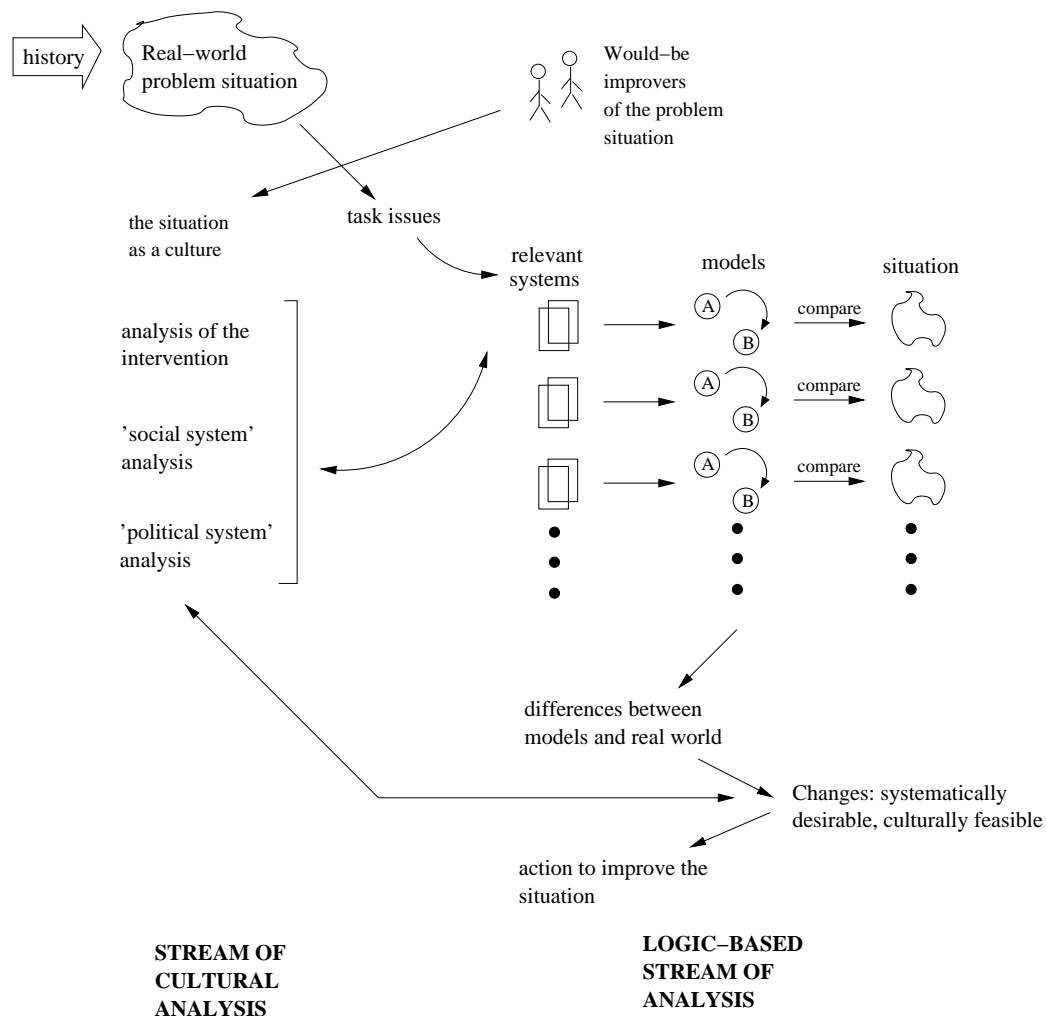 history
Real−world
problem situation
Would−be
improvers
of the problem
situation
the situation
as a culture
task issues
relevant
systems
models
situation
analysis of the
intervention
A
B
compare
'social system'
analysis
A
B
compare
'political system'
analysis
A
B
compare
differences between
models and real world
Changes: systematically
desirable, culturally feasible
action to improve the
situation
STREAM OF
CULTURAL
ANALYSIS
LOGIC−BASED
STREAM OF
ANALYSIS